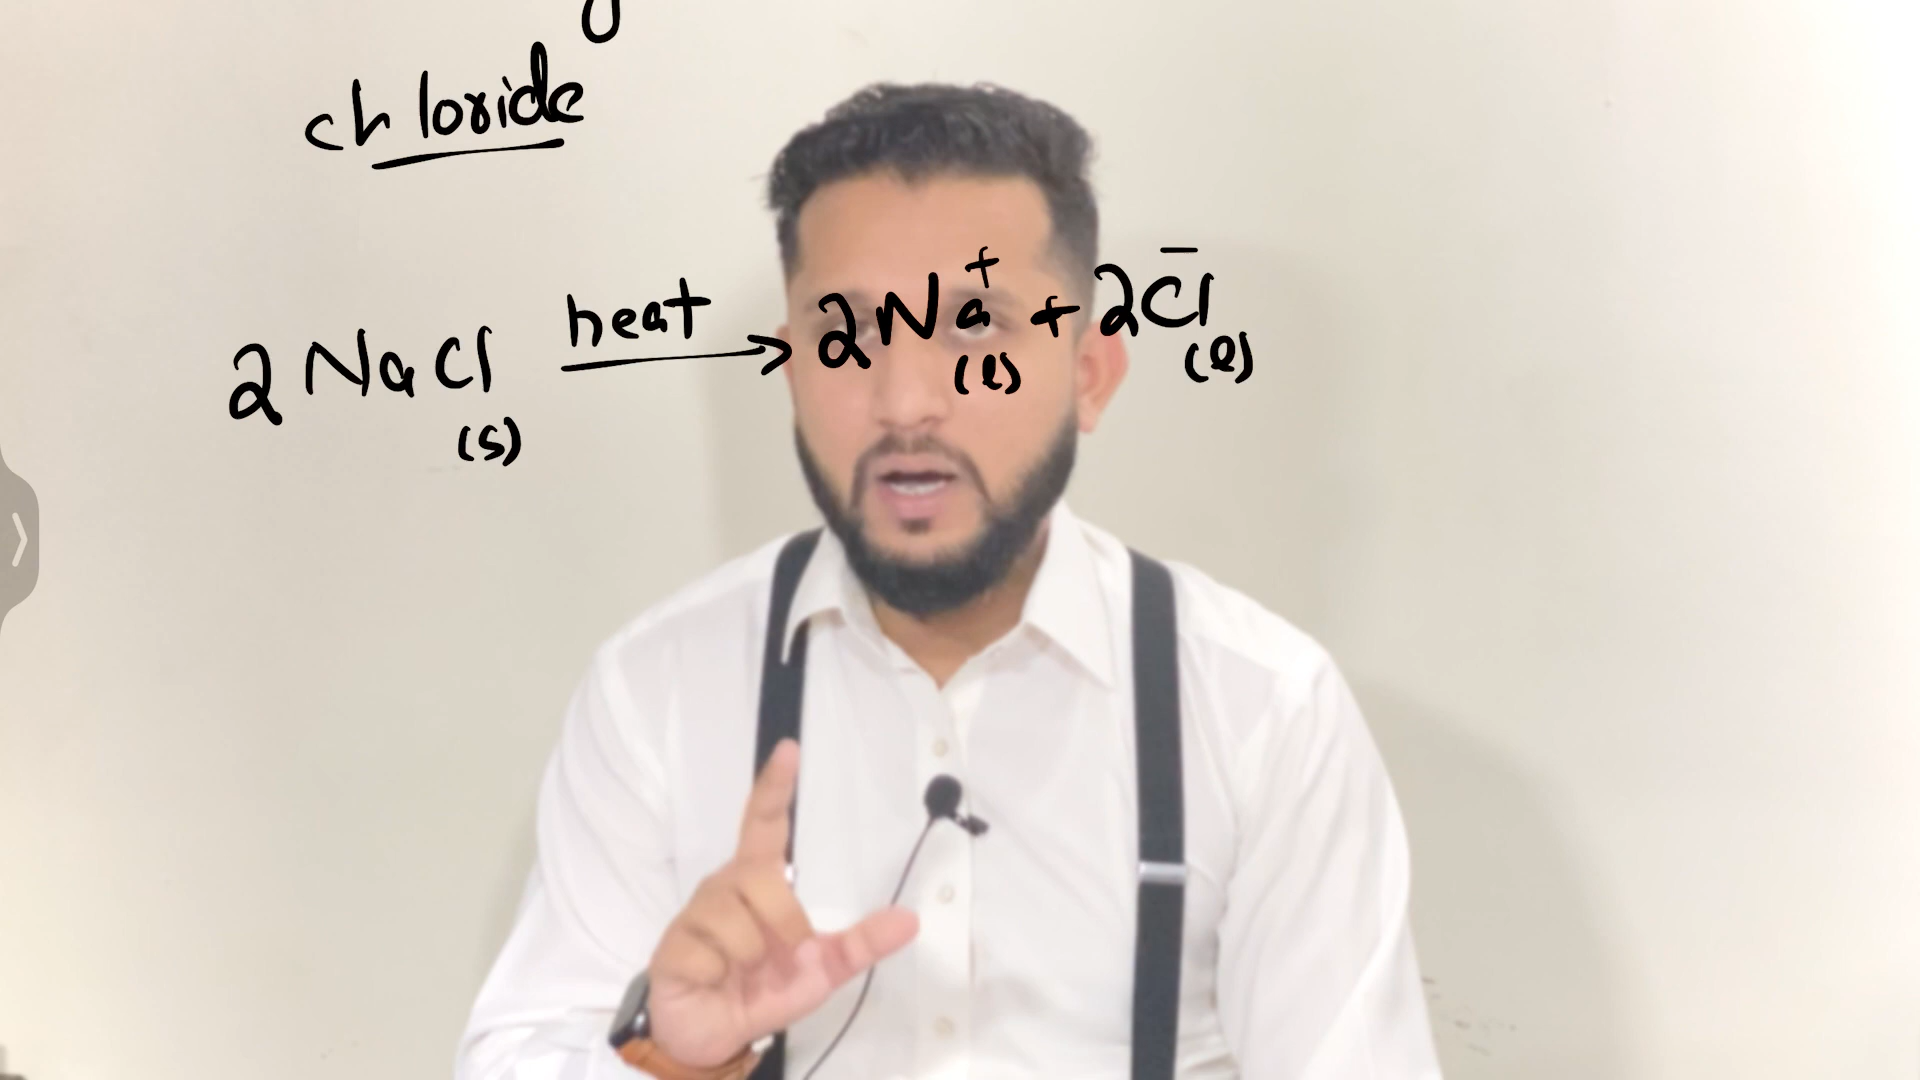 chloride
2NaCl(s) heat → 2Na⁺(l) + 2Cl⁻(l)